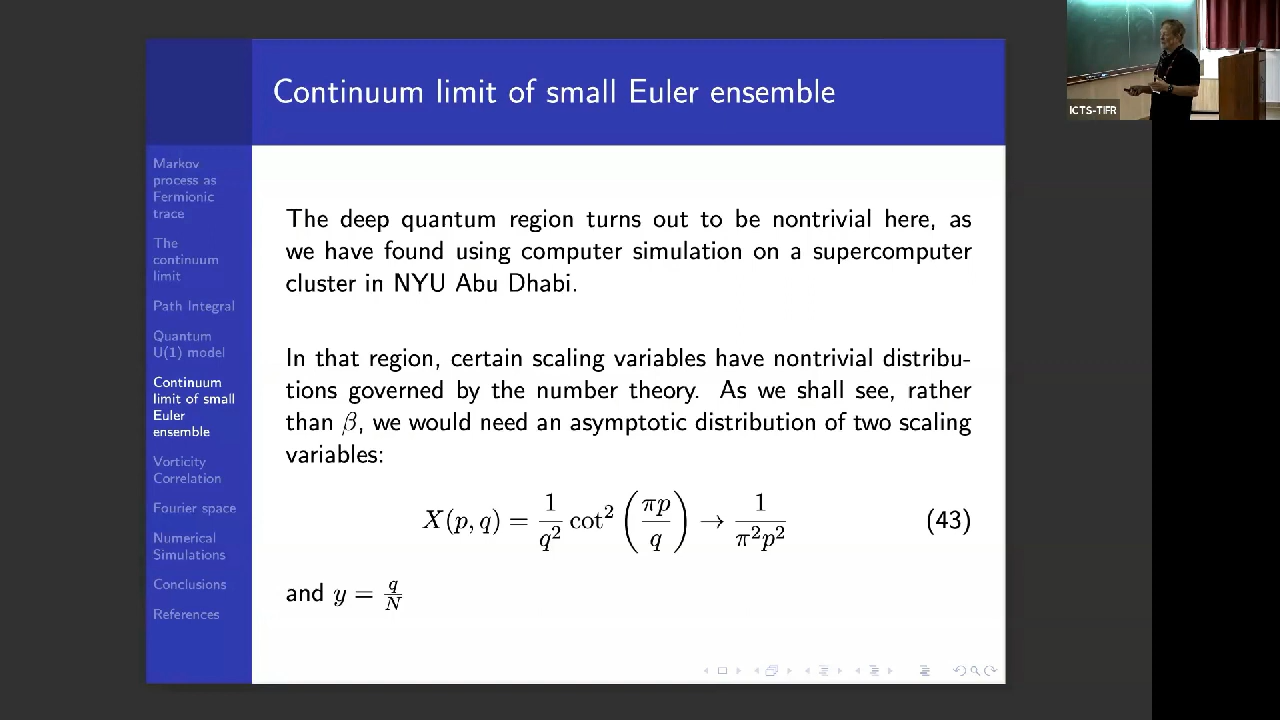 Continuum limit of small Euler ensemble
Markov
process as
Fermionic
trace
The
continuum
limit
Path Integral
Quantum
U(1) model
Continuum
limit of small
Euler
ensemble
Vorticity
Correlation
Fourier space
Numerical
Simulations
Conclusions
References
The deep quantum region turns out to be nontrivial here, as
we have found using computer simulation on a supercomputer
cluster in NYU Abu Dhabi.
In that region, certain scaling variables have nontrivial distribu-
tions governed by the number theory. As we shall see, rather
than β, we would need an asymptotic distribution of two scaling
variables:
X(p, q) = 1/q² cot² (πp/q) → 1/π²p² (43)
and y = q/N
ICTS-TIFR